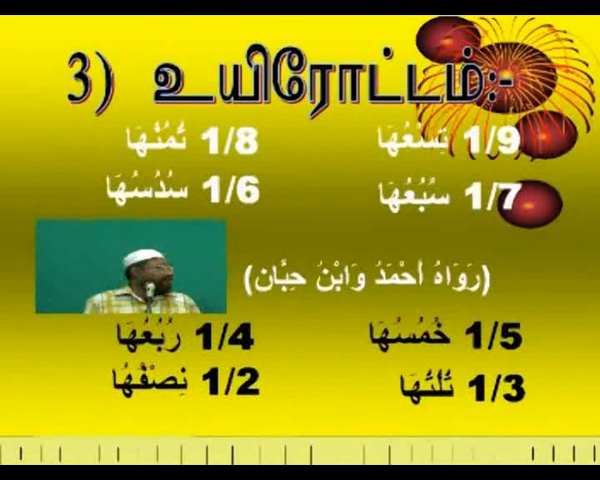 3) உயிரோட்டம்:-
1/9 تِسْعُهَا 1/8 ثُمُنُهَا
1/7 سُبُعُهَا 1/6 سُدُسُهَا
(رَوَاهُ أَحْمَدُ وَابْنُ حِبَّان)
1/5 خُمُسُهَا 1/4 رُبُعُهَا
1/3 ثُلُثُهَا 1/2 نِصْفُهُا